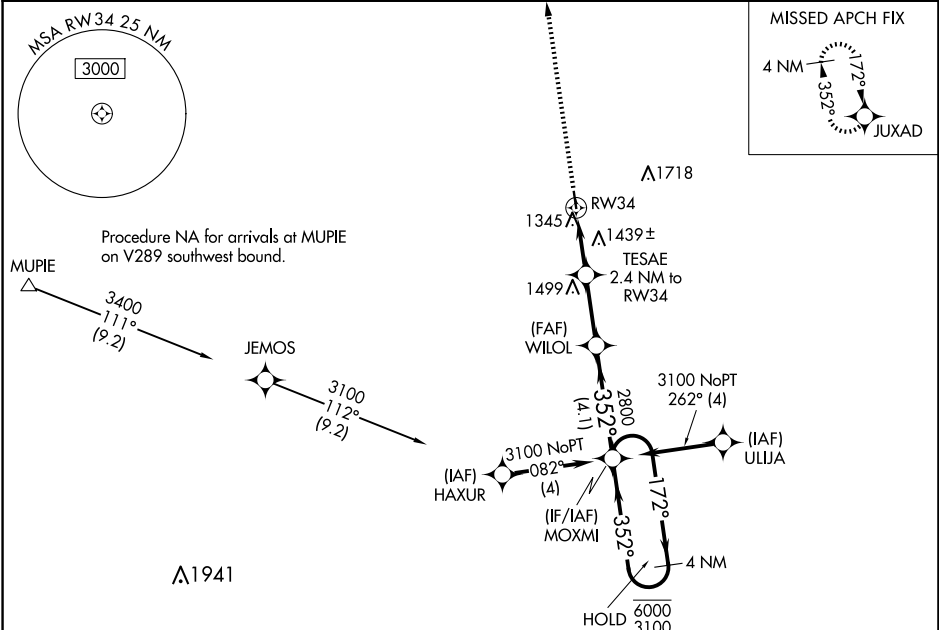 MSA RW34 25 NM
3000
MISSED APCH FIX
4 NM
172°
352°
JUXAD
1718
RW34
1345
1439±
Procedure NA for arrivals at MUPIE
on V289 southwest bound.
TESAE
2.4 NM to
RW34
1499
MUPIE
3400
111°
(9.2)
(FAF)
WILOL
JEMOS
3100
112°
(9.2)
352°
2800
(4.1)
3100 NoPT
262° (4)
(IAF)
ULIJA
3100 NoPT
082°
(4)
(IAF)
HAXUR
(IF/IAF)
MOXMI
172°
352°
4 NM
1941
HOLD
6000
3100